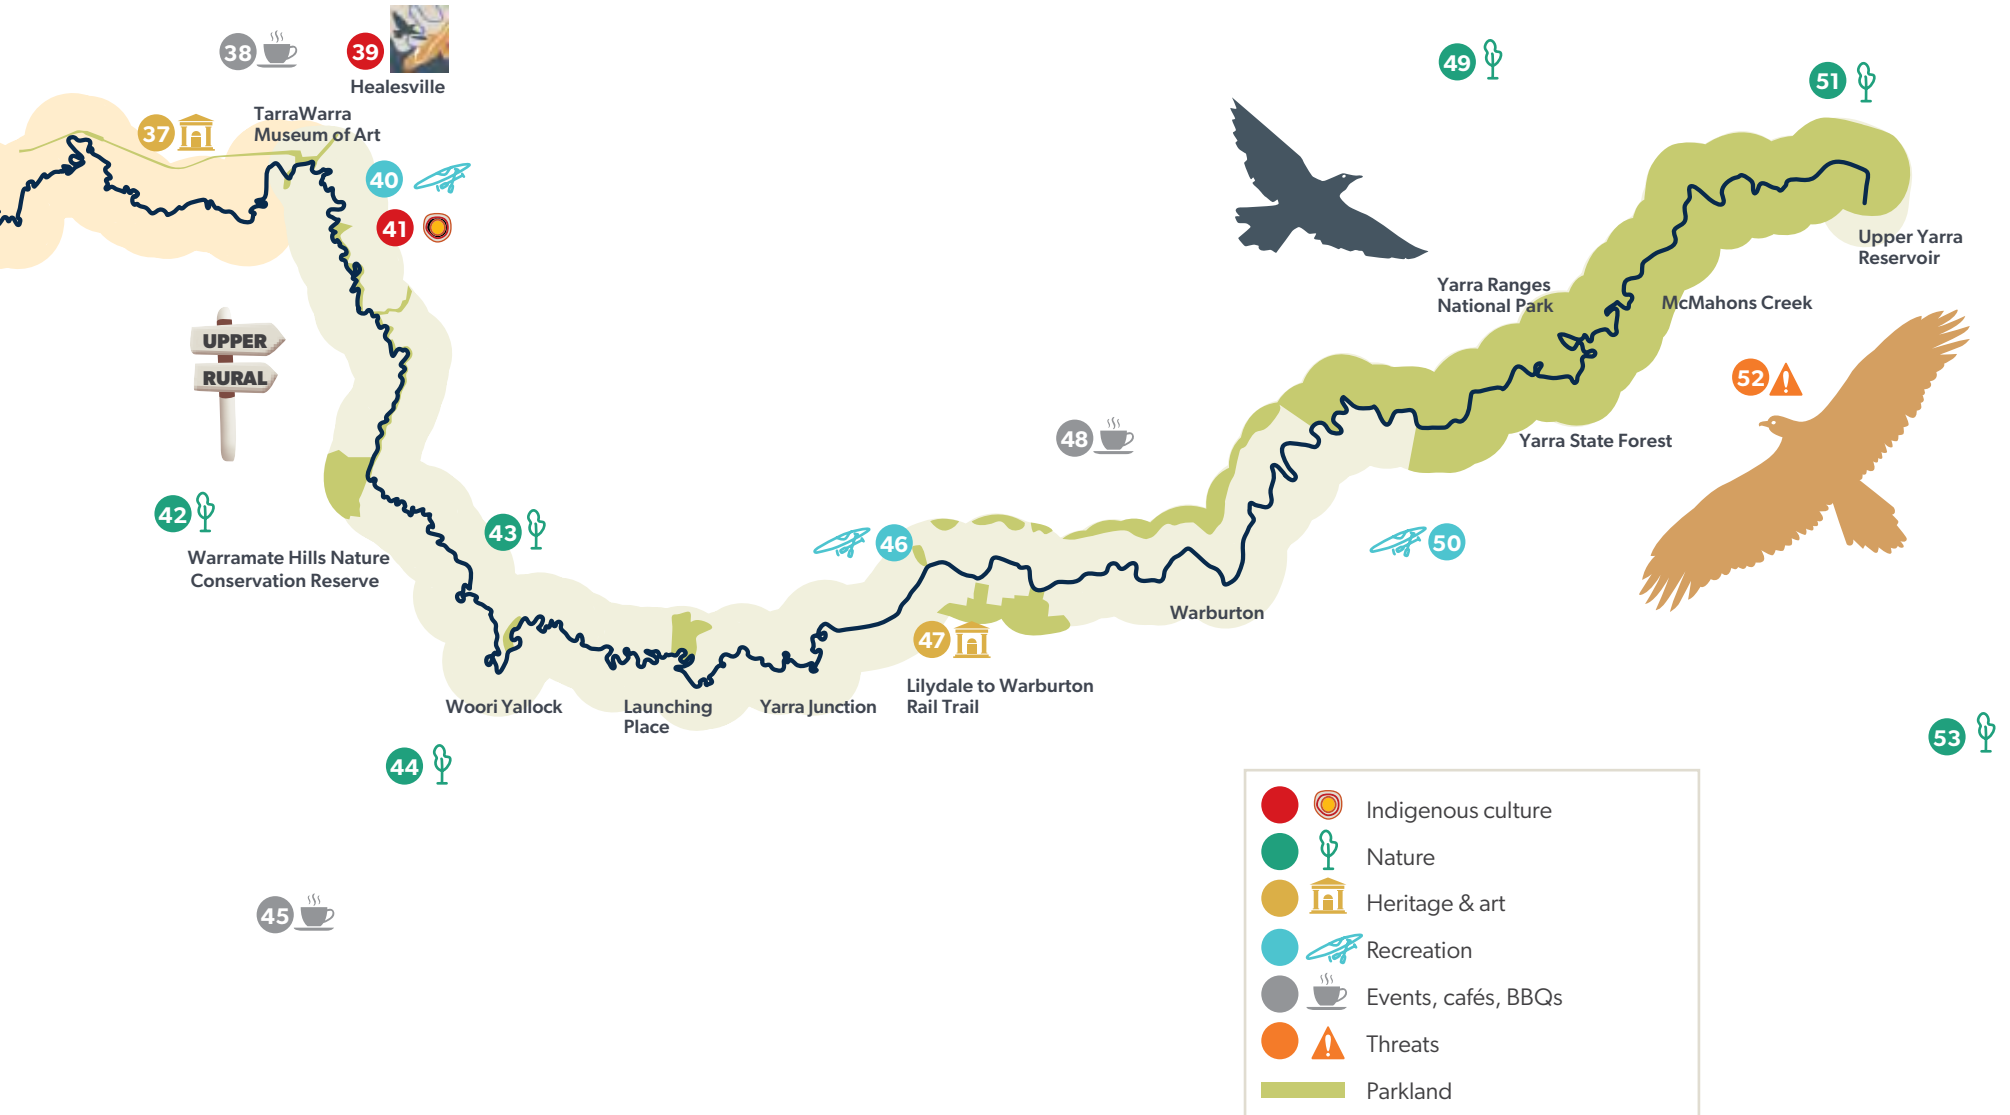 38
39
Healesville
49
51
TarraWarra
Museum of Art
37
40
41
Upper Yarra
Reservoir
Yarra Ranges
National Park
McMahons Creek
UPPER
RURAL
52
48
Yarra State Forest
42
43
46
50
Warramate Hills Nature
Conservation Reserve
Warburton
47
Lilydale to Warburton
Rail Trail
Woori Yallock
Launching
Place
Yarra Junction
53
44
45
Indigenous culture
Nature
Heritage & art
Recreation
Events, cafés, BBQs
Threats
Parkland